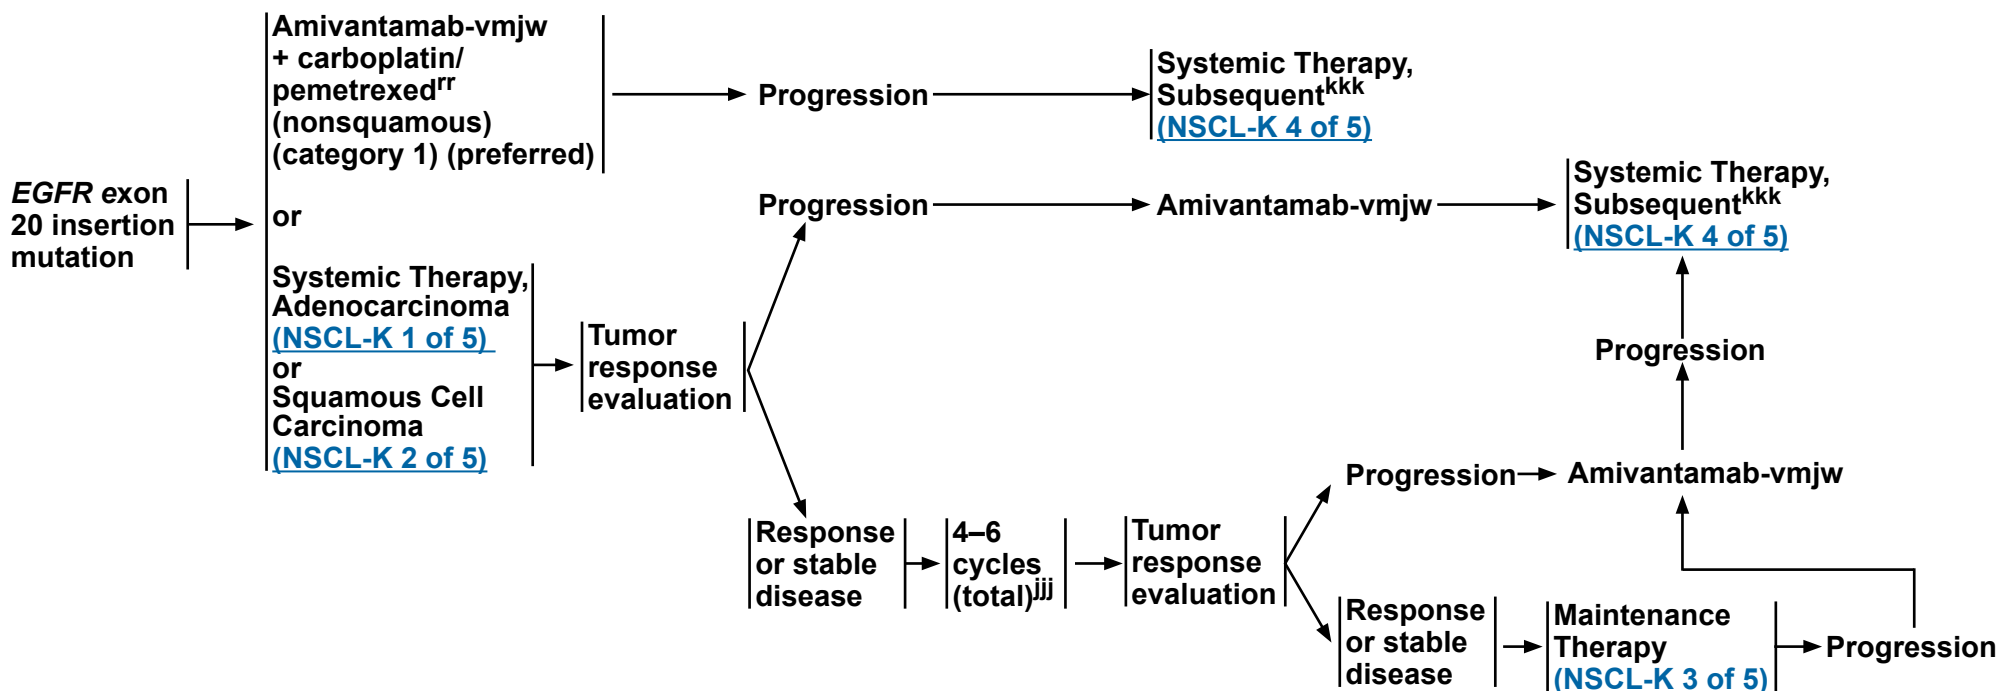 EGFR exon
20 insertion
mutation
Amivantamab-vmjw
+ carboplatin/
pemetrexedrr
(nonsquamous)
(category 1) (preferred)
or
Systemic Therapy,
Adenocarcinoma
(NSCL-K 1 of 5)
or
Squamous Cell
Carcinoma
(NSCL-K 2 of 5)
Progression
Systemic Therapy,
Subsequentkkk
(NSCL-K 4 of 5)
Tumor
response
evaluation
Progression
Amivantamab-vmjw
Systemic Therapy,
Subsequentkkk
(NSCL-K 4 of 5)
Progression
Response
or stable
disease
4–6
cycles
(total)jjj
Tumor
response
evaluation
Progression
Amivantamab-vmjw
Response
or stable
disease
Maintenance
Therapy
(NSCL-K 3 of 5)
Progression